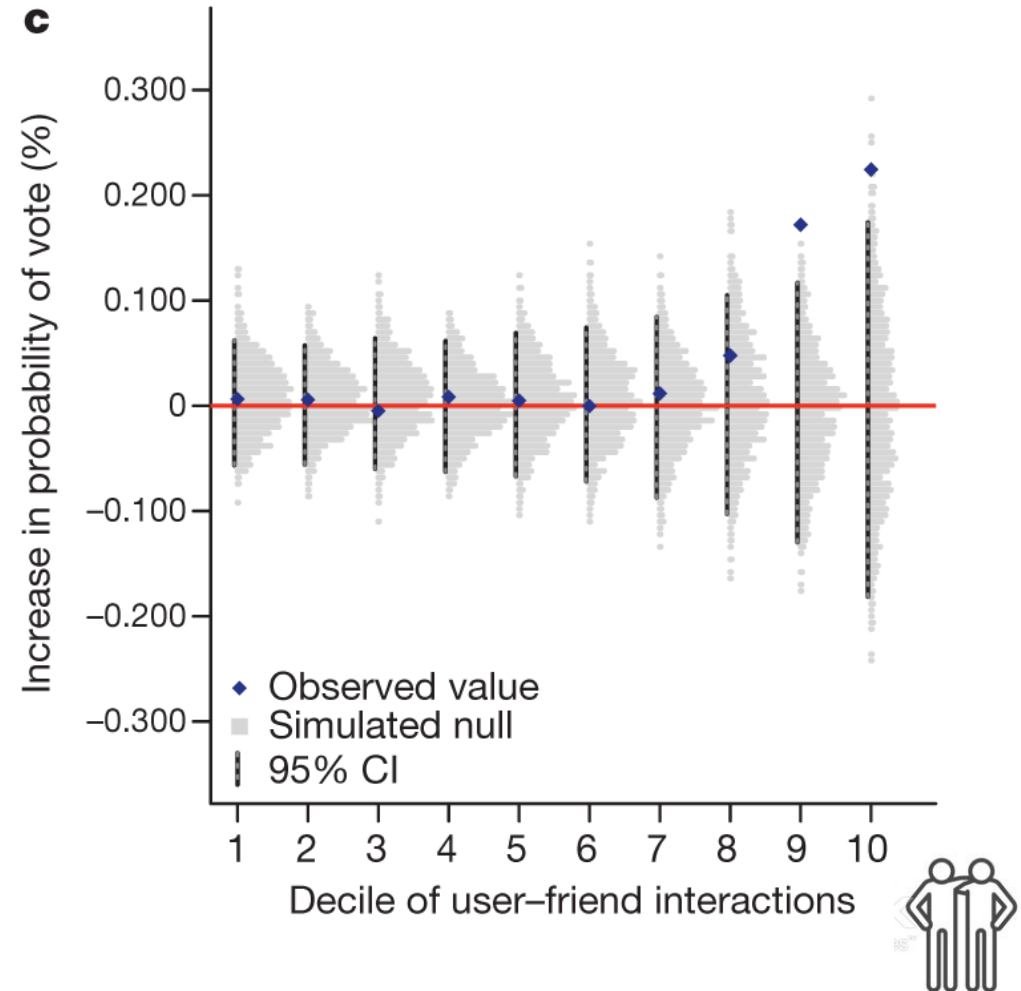 c
Increase in probability of vote (%)
0.300
0.200
0.100
0
−0.100
−0.200
−0.300
Observed value
Simulated null
95% CI
1 2 3 4 5 6 7 8 9 10
Decile of user–friend interactions